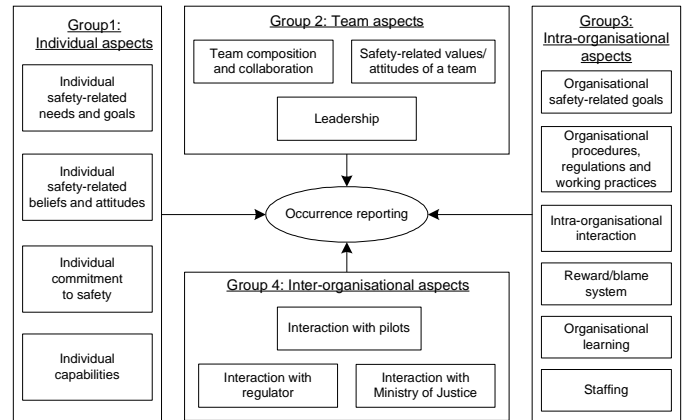 Group1:
Individual aspects
Individual
safety-related
needs and goals
Individual
safety-related
beliefs and attitudes
Individual
commitment
to safety
Individual
capabilities
Group 2: Team aspects
Team composition
and collaboration
Safety-related values/
attitudes of a team
Leadership
Occurrence reporting
Group 4: Inter-organisational aspects
Interaction with pilots
Interaction with
regulator
Interaction with
Ministry of Justice
Group3:
Intra-organisational
aspects
Organisational
safety-related goals
Organisational
procedures,
regulations and
working practices
Intra-organisational
interaction
Reward/blame
system
Organisational
learning
Staffing